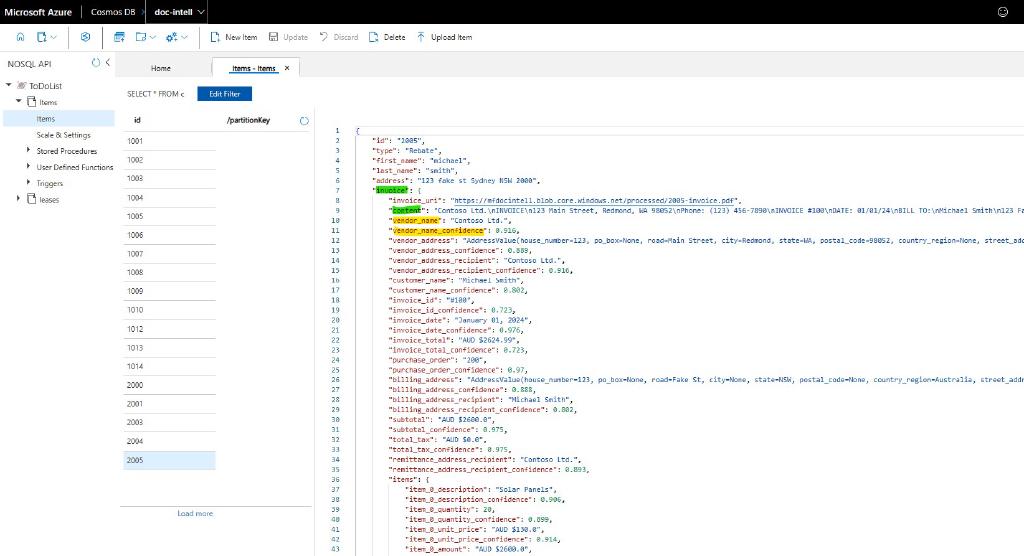 Microsoft Azure Cosmos DB doc-intell
New Item Update Discard Delete Upload Item
NOSQL API
Home Items - Items
ToDoList
Items
Items
Scale & Settings
Stored Procedures
User Defined Functions
Triggers
leases
SELECT * FROM c Edit Filter
id /partitionKey
1001
1002
1003
1004
1005
1006
1007
1008
1009
1010
1012
1013
1014
2000
2001
2003
2004
2005
Load more
1 {
2 "id": "2005",
3 "type": "Rebate",
4 "first_name": "michael",
5 "last_name": "smith",
6 "address": "123 fake st Sydney NSW 2000",
7 "invoice": {
8 "invoice_uri": "https://mfdocintell.blob.core.windows.net/processed/2005-invoice.pdf",
9 "content": "Contoso Ltd.\nINVOICE\n123 Main Street, Redmond, WA 98052\nPhone: (123) 456-7890\nINVOICE #100\nDATE: 01/01/24\nBILL TO:\nMichael Smith\n123 Fa
10 "vendor_name": "Contoso Ltd.",
11 "vendor_name_confidence": 0.916,
12 "vendor_address": "AddressValue(house_number=123, po_box=None, road=Main Street, city=Redmond, state=WA, postal_code=98052, country_region=None, street_add
13 "vendor_address_confidence": 0.889,
14 "vendor_address_recipient": "Contoso Ltd.",
15 "vendor_address_recipient_confidence": 0.916,
16 "customer_name": "Michael Smith",
17 "customer_name_confidence": 0.802,
18 "invoice_id": "#100",
19 "invoice_id_confidence": 0.723,
20 "invoice_date": "January 01, 2024",
21 "invoice_date_confidence": 0.976,
22 "invoice_total": "AUD $2624.99",
23 "invoice_total_confidence": 0.723,
24 "purchase_order": "200",
25 "purchase_order_confidence": 0.97,
26 "billing_address": "AddressValue(house_number=123, po_box=None, road=Fake St, city=None, state=NSW, postal_code=None, country_region=Australia, street_addr
27 "billing_address_confidence": 0.888,
28 "billing_address_recipient": "Michael Smith",
29 "billing_address_recipient_confidence": 0.802,
30 "subtotal": "AUD $2600.0",
31 "subtotal_confidence": 0.975,
32 "total_tax": "AUD $0.0",
33 "total_tax_confidence": 0.975,
34 "remittance_address_recipient": "Contoso Ltd.",
35 "remittance_address_recipient_confidence": 0.893,
36 "items": {
37 "item_0_description": "Solar Panels",
38 "item_0_description_confidence": 0.906,
39 "item_0_quantity": 20,
40 "item_0_quantity_confidence": 0.899,
41 "item_0_unit_price": "AUD $130.0",
42 "item_0_unit_price_confidence": 0.914,
43 "item_0_amount": "AUD $2600.0",